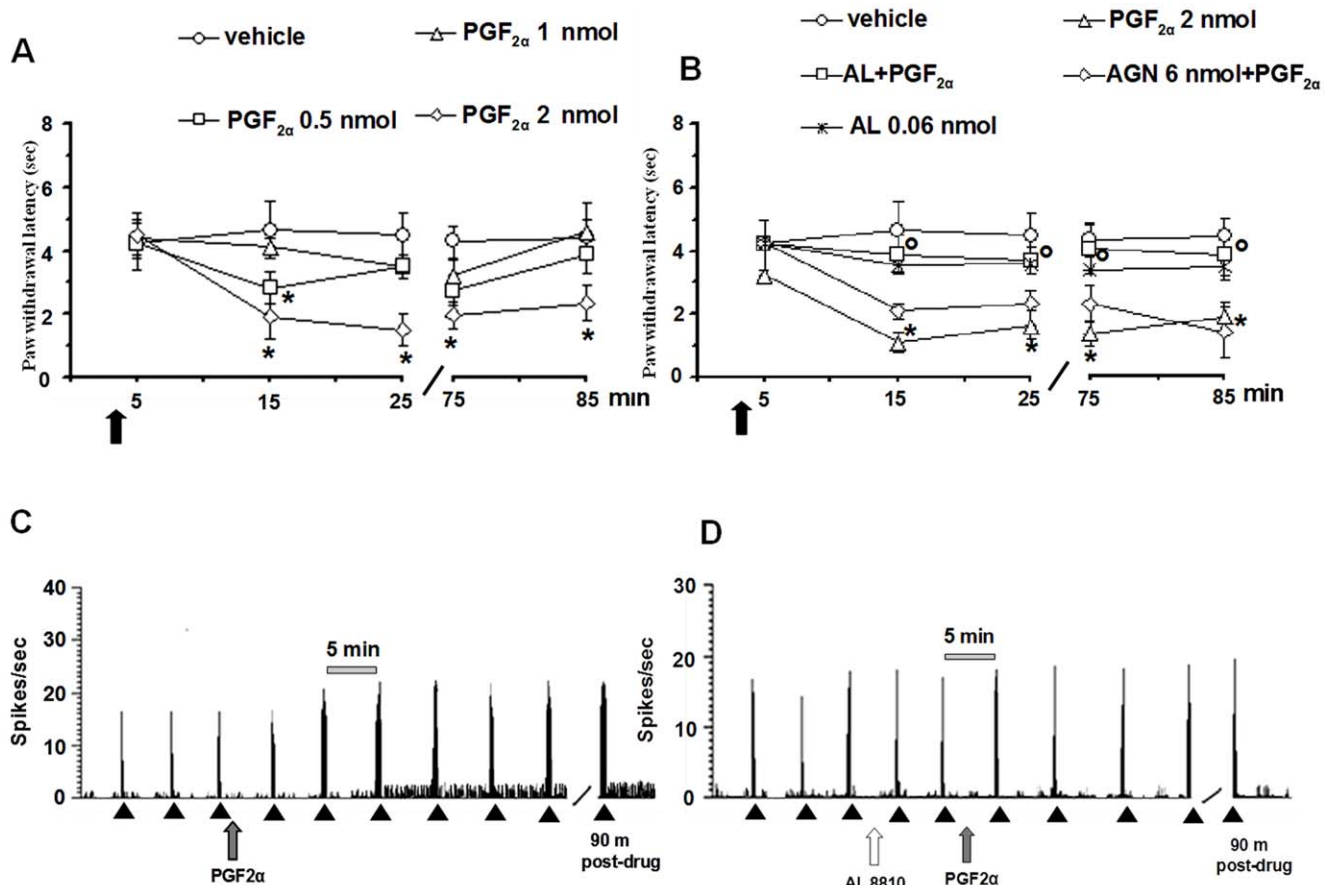 A
vehicle
PGF2α 1 nmol
PGF2α 0.5 nmol
PGF2α 2 nmol
Paw withdrawal latency (sec)
8
6
4
2
0
*
*
*
*
*
5
15
25
75
85 min
B
vehicle
PGF2α 2 nmol
AL+PGF2α
AGN 6 nmol+PGF2α
AL 0.06 nmol
Paw withdrawal latency (sec)
8
6
4
2
0
*
*
*
*
5
15
25
75
85 min
C
Spikes/sec
40
30
20
10
0
5 min
PGF2α
90 m
post-drug
D
Spikes/sec
30
20
10
0
5 min
AL 8810
PGF2α
90 m
post-drug